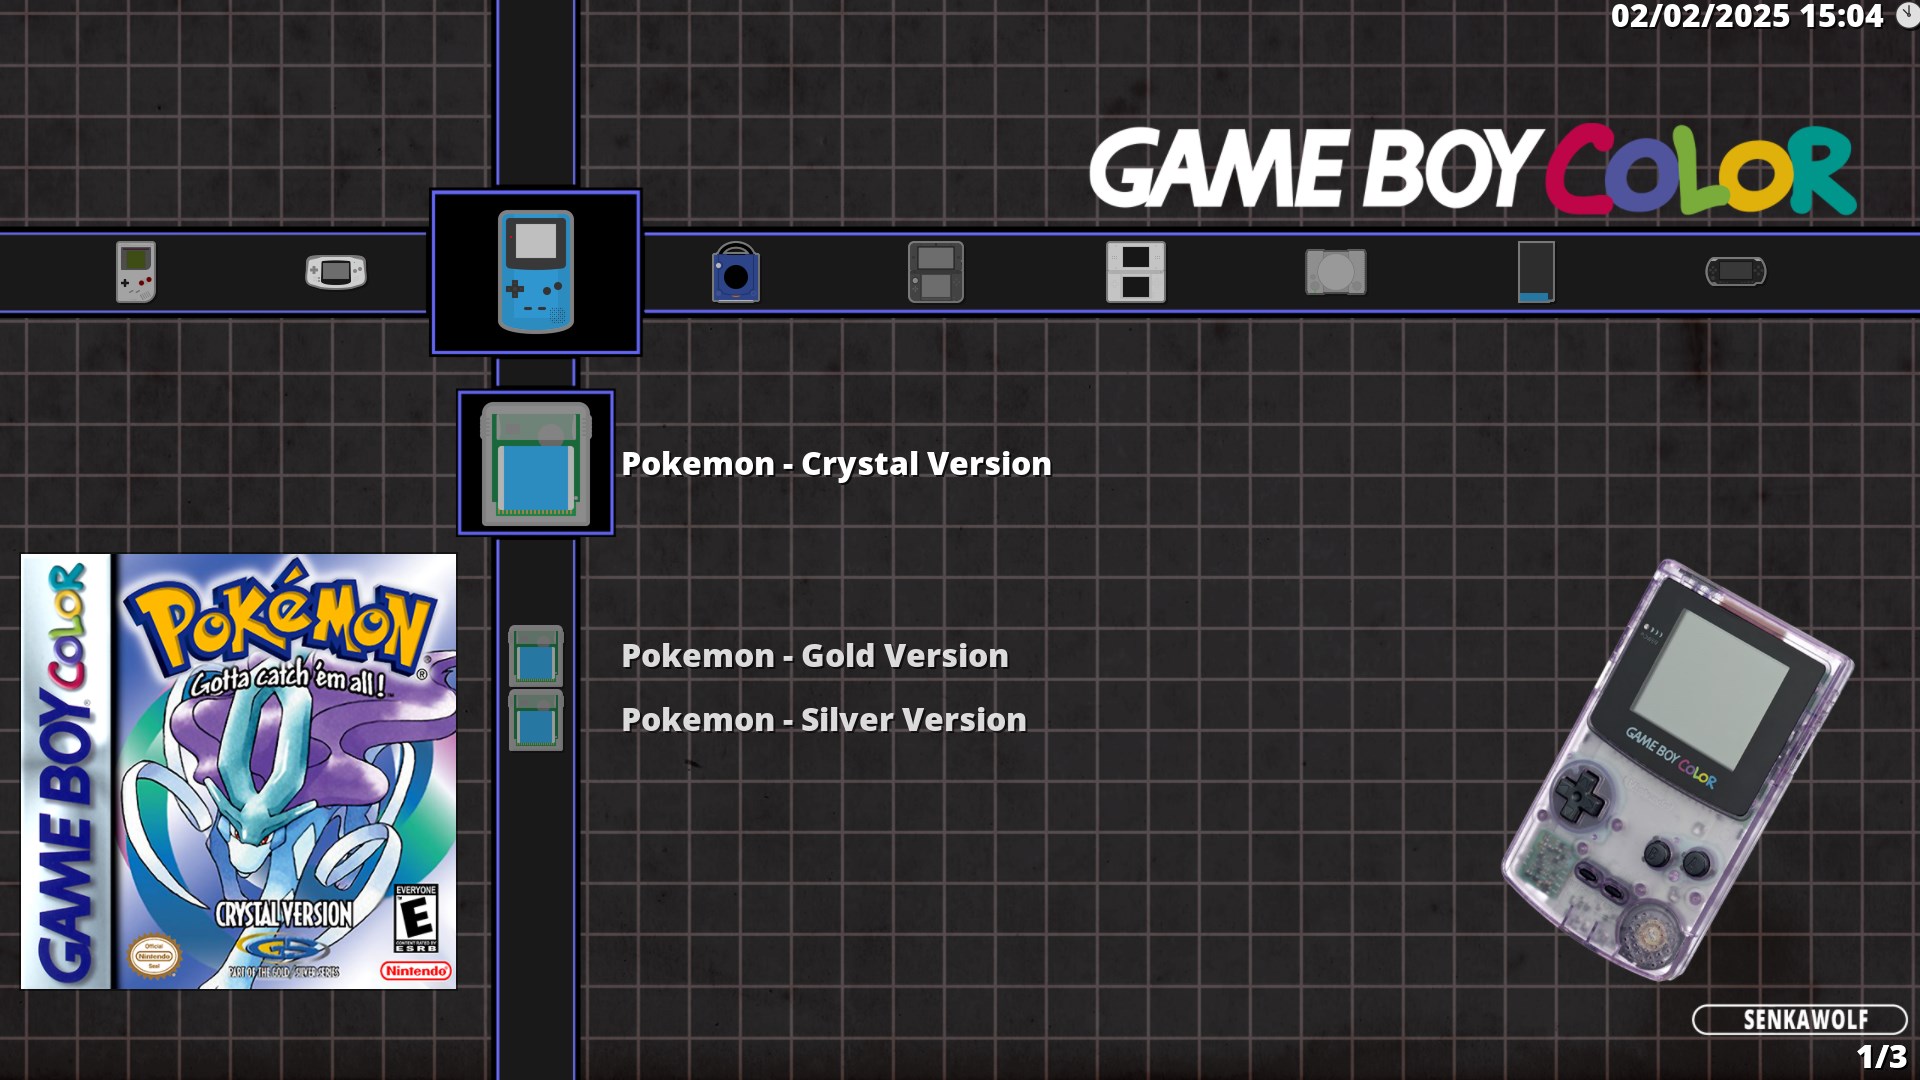 02/02/2025 15:04
GAME BOY COLOR
Pokemon - Crystal Version
GAME BOY COLOR
POKéMON®
Gotta catch 'em all!™
CRYSTAL VERSION
PART OF THE GOLD/SILVER SERIES
Official
Nintendo
Seal
EVERYONE
E
CONTENT RATED BY
ESRB
Nintendo®
Pokemon - Gold Version
Pokemon - Silver Version
POWER
GAME BOY COLOR
SENKAWOLF
1/3